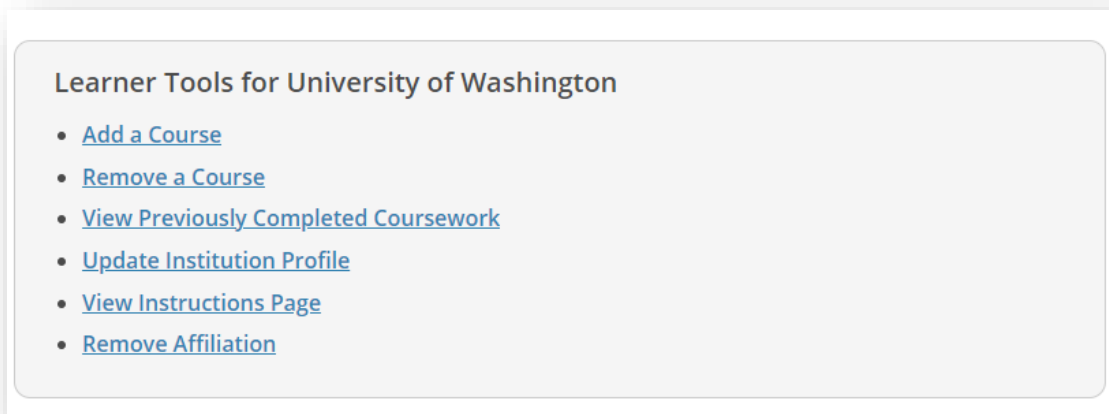 Learner Tools for University of Washington
Add a Course
Remove a Course
View Previously Completed Coursework
Update Institution Profile
View Instructions Page
Remove Affiliation